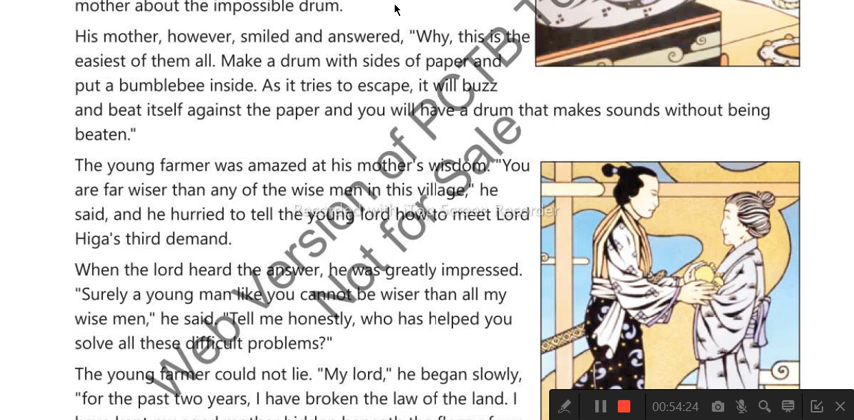 mother about the impossible drum.
His mother, however, smiled and answered, "Why, this is the
easiest of them all. Make a drum with sides of paper and
put a bumblebee inside. As it tries to escape, it will buzz
and beat itself against the paper and you will have a drum that makes sounds without being
beaten."
The young farmer was amazed at his mother's wisdom. "You
are far wiser than any of the wise men in this village," he
said, and he hurried to tell the young lord how to meet Lord
Higa's third demand.
When the lord heard the answer, he was greatly impressed.
"Surely a young man like you cannot be wiser than all my
wise men," he said. "Tell me honestly, who has helped you
solve all these difficult problems?"
The young farmer could not lie. "My lord," he began slowly,
"for the past two years, I have broken the law of the land. I
Web Version of PCTB
Not for Sale
00:54:24